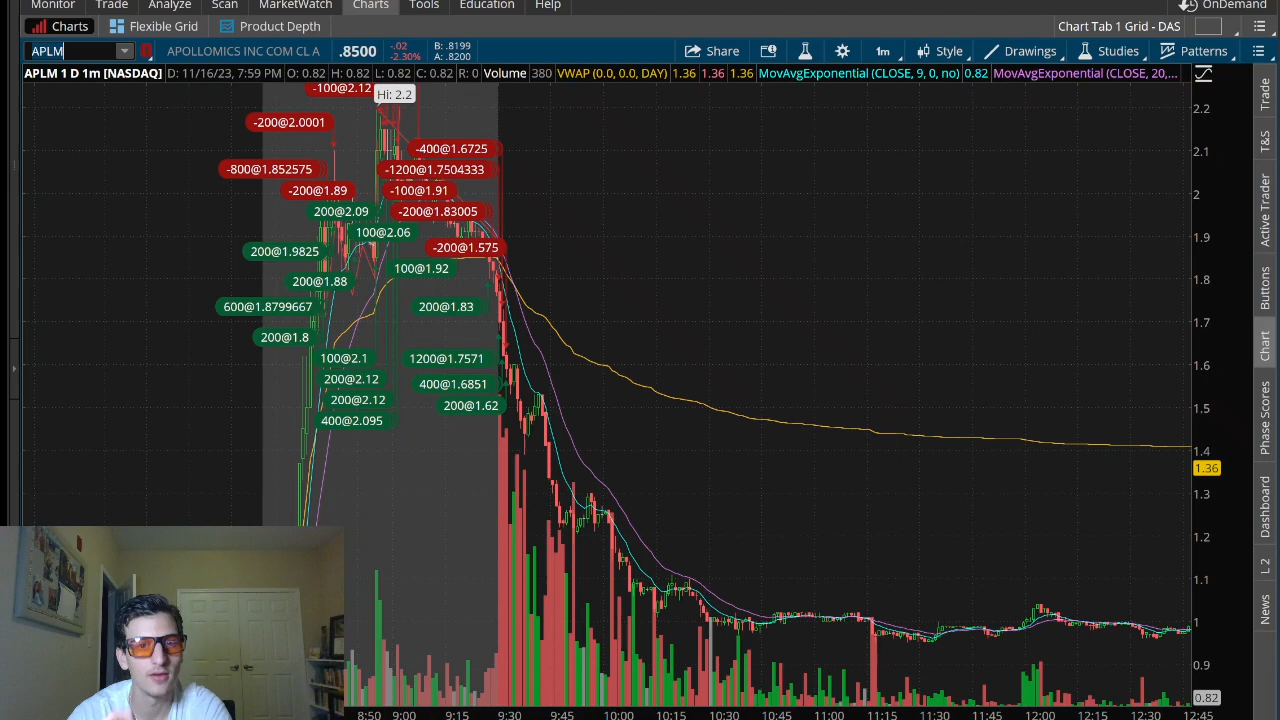 Monitor Trade Analyze Scan MarketWatch Charts Tools Education Help OnDemand
Charts Flexible Grid Product Depth Chart Tab 1 Grid - DAS
APLM APOLLOMICS INC COM CL A .8500 -.02 -2.30% B: .8199 A: .8200 Share 1m Style Drawings Studies Patterns
APLM 1 D 1m [NASDAQ] D: 11/16/23, 7:59 PM O: 0.82 H: 0.82 L: 0.82 C: 0.82 R: 0 Volume 380 VWAP (0.0, 0.0, DAY) 1.36 1.36 1.36 MovAvgExponential (CLOSE, 9, 0, no) 0.82 MovAvgExponential (CLOSE, 20,...
-100@2.12
Hi: 2.2
-200@2.0001
-400@1.6725
-800@1.852575
-1200@1.7504333
-200@1.89
-100@1.91
200@2.09
-200@1.83005
100@2.06
-200@1.575
200@1.9825
100@1.92
200@1.88
600@1.8799667
200@1.83
200@1.8
100@2.1
1200@1.7571
200@2.12
400@1.6851
200@2.12
200@1.62
400@2.095
2.2
2.1
2
1.9
1.8
1.7
1.6
1.5
1.4
1.36
1.3
1.2
1.1
1
0.9
0.82
8:50 9:00 9:15 9:30 9:45 10:00 10:15 10:30 10:45 11:00 11:15 11:30 11:45 12:00 12:15 12:30 12:45
Trade
T&S
Active Trader
Buttons
Chart
Phase Scores
Dashboard
L 2
News